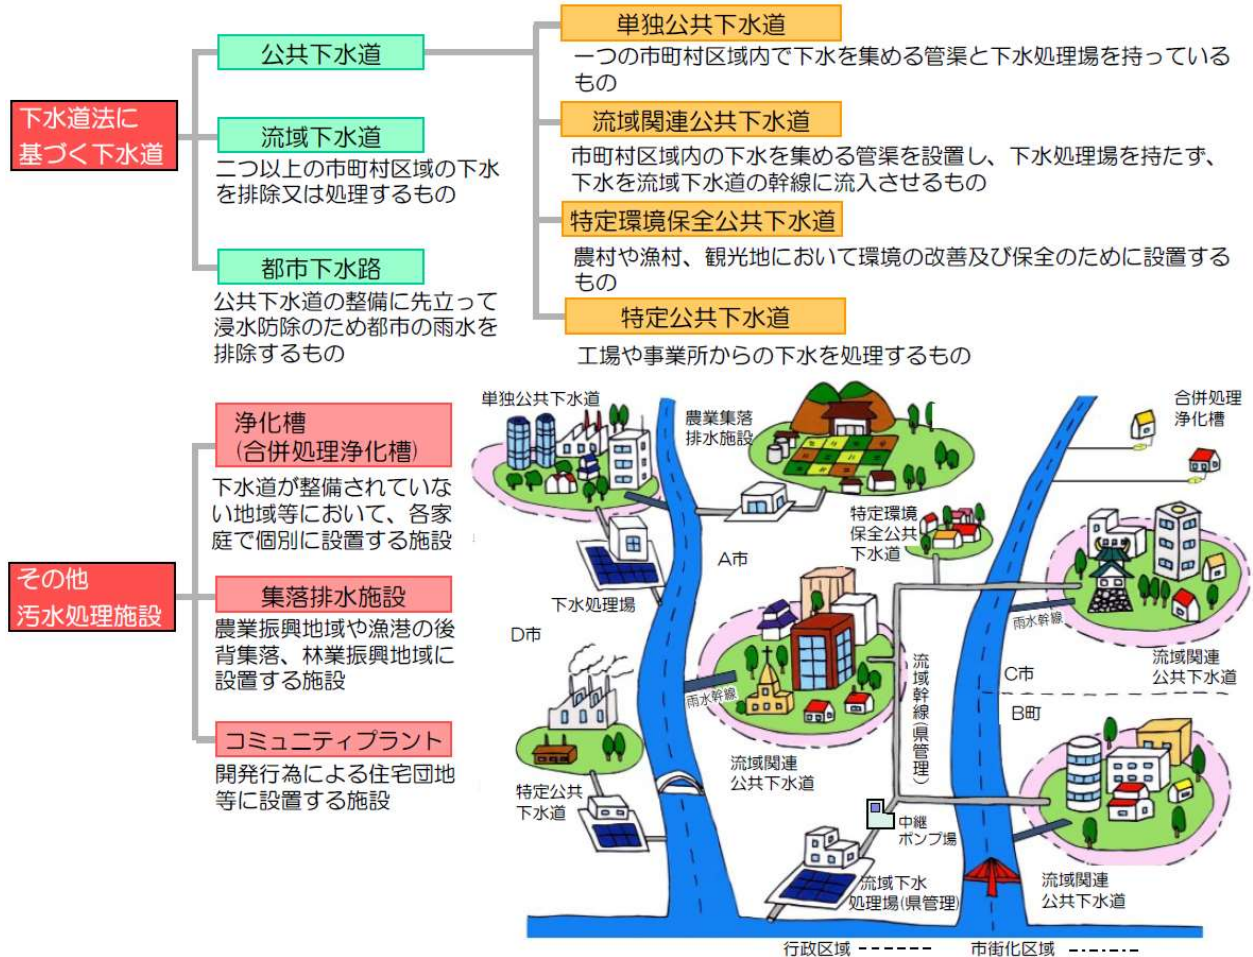 下水道法に
基づく下水道
公共下水道
流域下水道
二つ以上の市町村区域の下水
を排除又は処理するもの
都市下水路
公共下水道の整備に先立って
浸水防除のため都市の雨水を
排除するもの
単独公共下水道
一つの市町村区域内で下水を集める管渠と下水処理場を持っている
もの
流域関連公共下水道
市町村区域内の下水を集める管渠を設置し、下水処理場を持たず、
下水を流域下水道の幹線に流入させるもの
特定環境保全公共下水道
農村や漁村、観光地において環境の改善及び保全のために設置する
もの
特定公共下水道
工場や事業所からの下水を処理するもの
その他
汚水処理施設
浄化槽
(合併処理浄化槽)
下水道が整備されていな
い地域等において、各家
庭で個別に設置する施設
集落排水施設
農業振興地域や漁港の後
背集落、林業振興地域に
設置する施設
コミュニティプラント
開発行為による住宅団地
等に設置する施設
単独公共下水道
農業集落
排水施設
合併処理
浄化槽
特定環境
保全公共
下水道
A市
下水処理場
D市
雨水幹線
流域関連
公共下水道
C市
B町
雨水幹線
流域幹線(県管理)
流域関連
公共下水道
特定公共
下水道
中継
ポンプ場
流域下水
処理場(県管理)
流域関連
公共下水道
行政区域
市街化区域